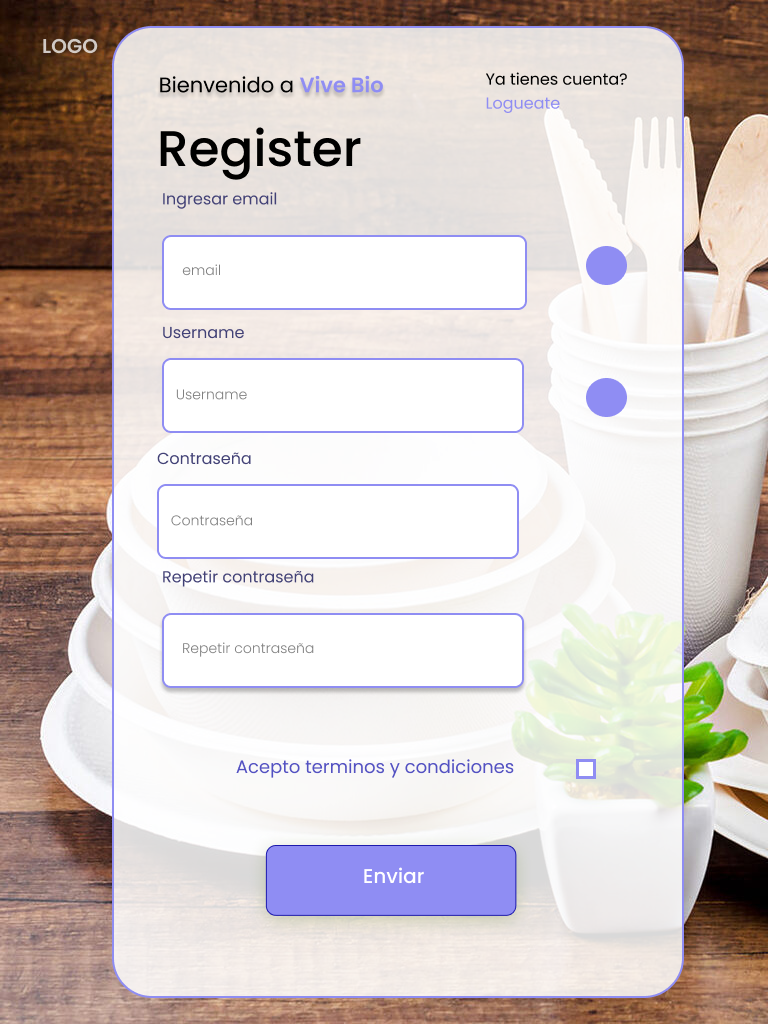 LOGO
Bienvenido a Vive Bio
Ya tienes cuenta?
Logueate
Register
Ingresar email
email
Username
Username
Contraseña
Contraseña
Repetir contraseña
Repetir contraseña
Acepto terminos y condiciones
Enviar